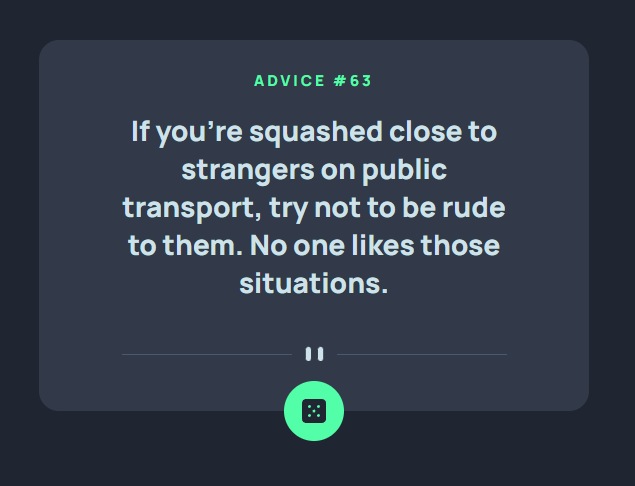 ADVICE #63
If you’re squashed close to
strangers on public
transport, try not to be rude
to them. No one likes those
situations.